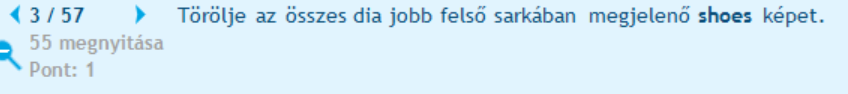 3 / 57 Törölje az összes dia jobb felső sarkában megjelenő shoes képet.
55 megnyitása
Pont: 1